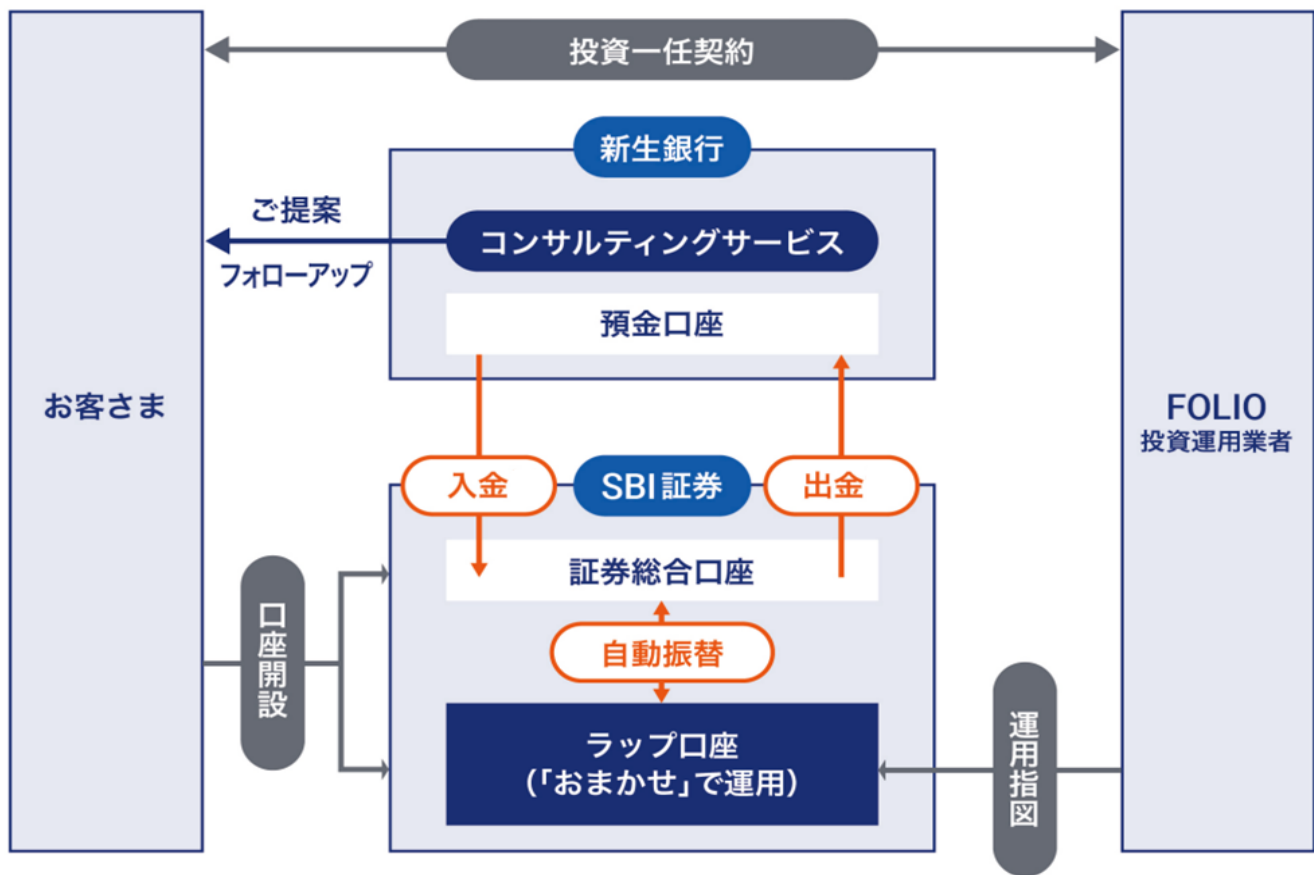 投資一任契約
新生銀行
ご提案
コンサルティングサービス
フォローアップ
預金口座
お客さま
FOLIO
投資運用業者
入金
SBI証券
出金
証券総合口座
口座開設
自動振替
運用指図
ラップ口座
(「おまかせ」で運用)